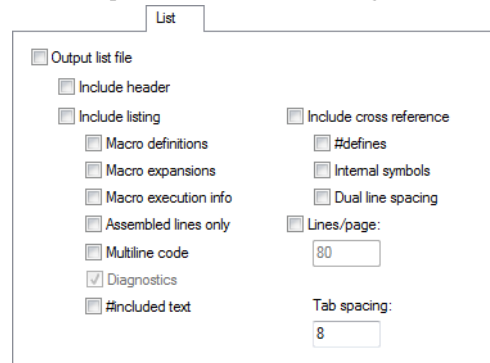 List
Output list file
Include header
Include listing
Include cross reference
Macro definitions
#defines
Macro expansions
Internal symbols
Macro execution info
Dual line spacing
Assembled lines only
Lines/page:
Multiline code
80
Diagnostics
#included text
Tab spacing:
8